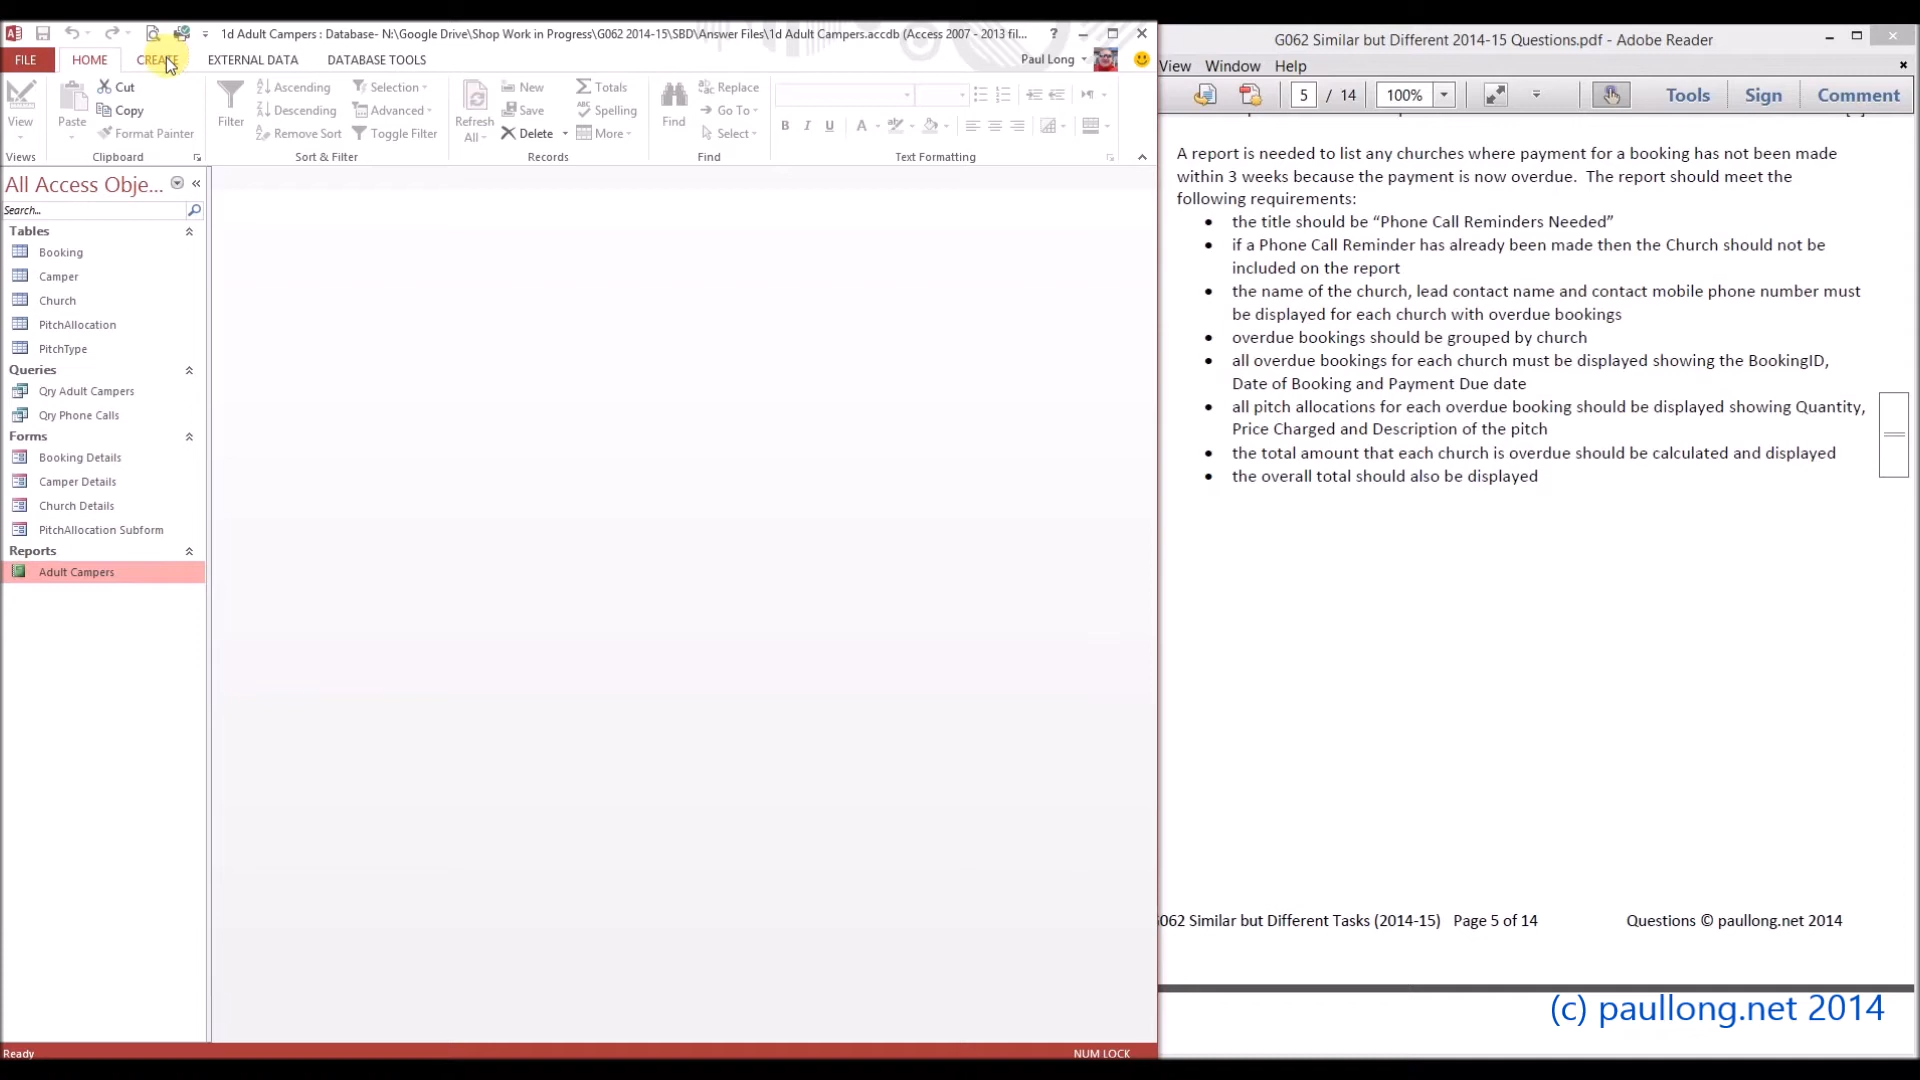 1d Adult Campers : Database- N:\Google Drive\Shop Work in Progress\G062 2014-15\SBD\Answer Files\1d Adult Campers.accdb (Access 2007 - 2013 fil... ?
FILE HOME CREATE EXTERNAL DATA DATABASE TOOLS Paul Long
View
Views
Paste
Cut
Copy
Format Painter
Clipboard
Filter
Ascending
Descending
Remove Sort
Selection
Advanced
Toggle Filter
Sort & Filter
Refresh
All
New
Save
Delete
Totals
Spelling
More
Records
Find
Replace
Go To
Select
Find
B I U A
Text Formatting
All Access Obje...
Search...
Tables
Booking
Camper
Church
PitchAllocation
PitchType
Queries
Qry Adult Campers
Qry Phone Calls
Forms
Booking Details
Camper Details
Church Details
PitchAllocation Subform
Reports
Adult Campers
Ready
NUM LOCK
G062 Similar but Different 2014-15 Questions.pdf - Adobe Reader
View Window Help
5 / 14 100% Tools Sign Comment
A report is needed to list any churches where payment for a booking has not been made
within 3 weeks because the payment is now overdue. The report should meet the
following requirements:
• the title should be “Phone Call Reminders Needed”
• if a Phone Call Reminder has already been made then the Church should not be
included on the report
• the name of the church, lead contact name and contact mobile phone number must
be displayed for each church with overdue bookings
• overdue bookings should be grouped by church
• all overdue bookings for each church must be displayed showing the BookingID,
Date of Booking and Payment Due date
• all pitch allocations for each overdue booking should be displayed showing Quantity,
Price Charged and Description of the pitch
• the total amount that each church is overdue should be calculated and displayed
• the overall total should also be displayed
G062 Similar but Different Tasks (2014-15) Page 5 of 14 Questions © paullong.net 2014
(c) paullong.net 2014